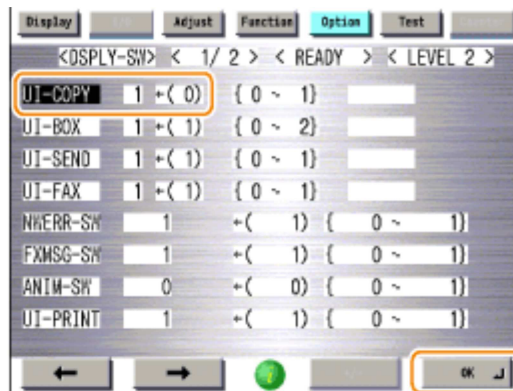 Display Adjust Function Option Test
<DSPLY-SW> < 1/ 2 > < READY > < LEVEL 2 >
UI-COPY 1 ←( 0) { 0 ~ 1}
UI-BOX 1 ←( 1) { 0 ~ 2}
UI-SEND 1 ←( 1) { 0 ~ 1}
UI-FAX 1 ←( 1) { 0 ~ 1}
NWERR-SW 1 ←( 1) { 0 ~ 1}
FXMSG-SW 1 ←( 1) { 0 ~ 1}
ANIM-SW 0 ←( 0) { 0 ~ 1}
UI-PRINT 1 ←( 1) { 0 ~ 1}
← → i OK ↵